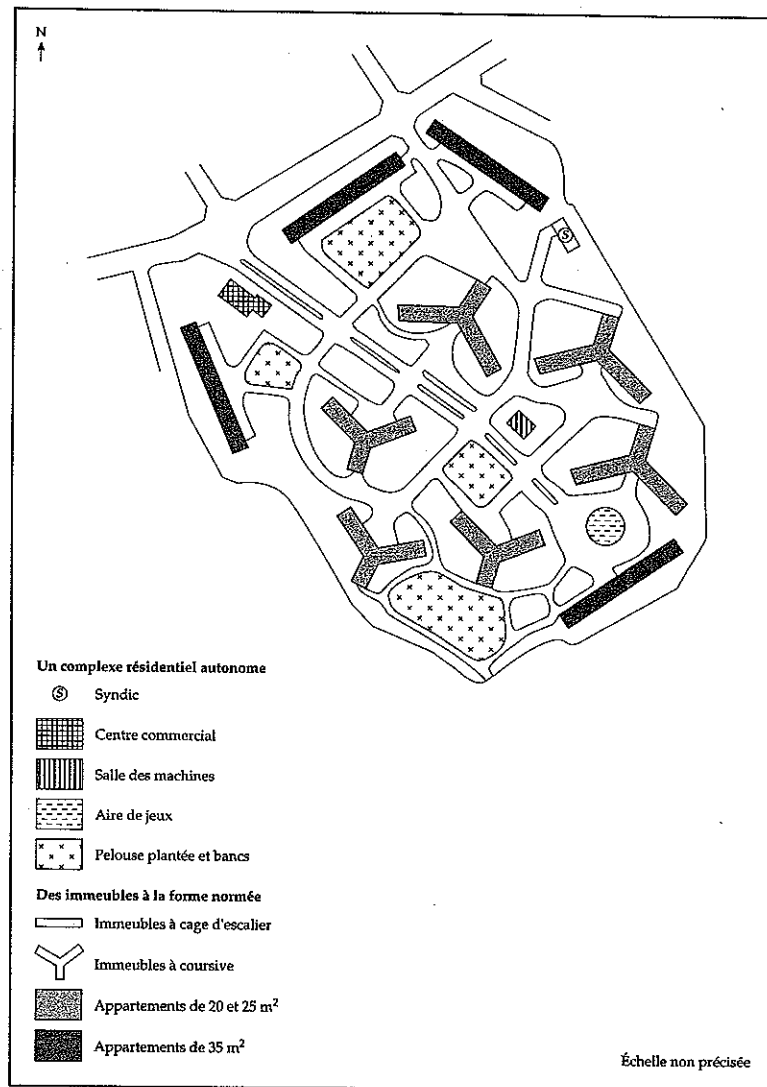 N
S
Un complexe résidentiel autonome
S Syndic
Centre commercial
Salle des machines
Aire de jeux
Pelouse plantée et bancs
Des immeubles à la forme normée
Immeubles à cage d'escalier
Immeubles à coursive
Appartements de 20 et 25 m²
Appartements de 35 m²
Échelle non précisée